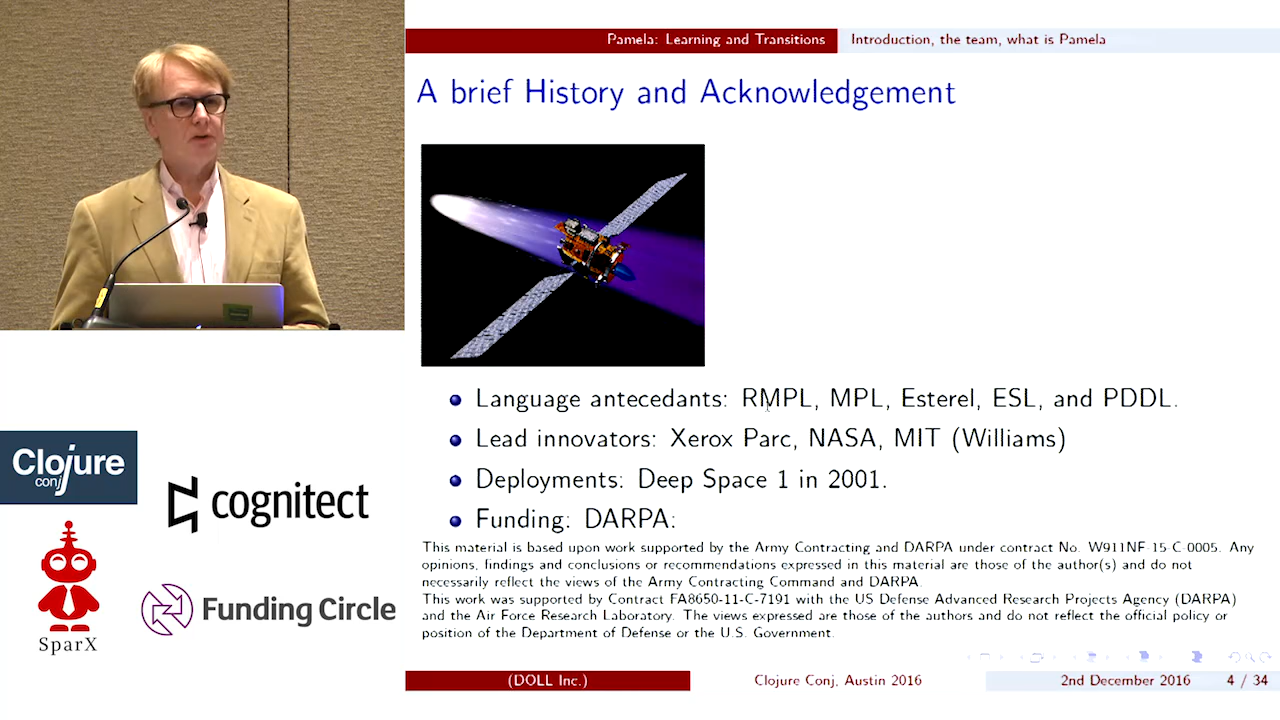 Pamela: Learning and Transitions
Introduction, the team, what is Pamela
A brief History and Acknowledgement
Language antecedants: RMPL, MPL, Esterel, ESL, and PDDL.
Lead innovators: Xerox Parc, NASA, MIT (Williams)
Deployments: Deep Space 1 in 2001.
Funding: DARPA:
This material is based upon work supported by the Army Contracting and DARPA under contract No. W911NF-15-C-0005. Any
opinions, findings and conclusions or recommendations expressed in this material are those of the author(s) and do not
necessarily reflect the views of the Army Contracting Command and DARPA.
This work was supported by Contract FA8650-11-C-7191 with the US Defense Advanced Research Projects Agency (DARPA)
and the Air Force Research Laboratory. The views expressed are those of the authors and do not reflect the official policy or
position of the Department of Defense or the U.S. Government.
(DOLL Inc.)
Clojure Conj, Austin 2016
2nd December 2016
4 / 34
Clojure
conj
cognitect
SparX
Funding Circle